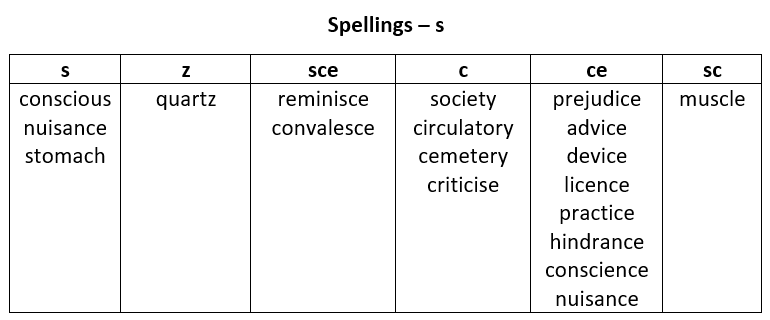 Spellings – s
s z sce c ce sc
conscious quartz reminisce society prejudice muscle
nuisance convalesce circulatory advice
stomach cemetery device
criticise licence
practice
hindrance
conscience
nuisance